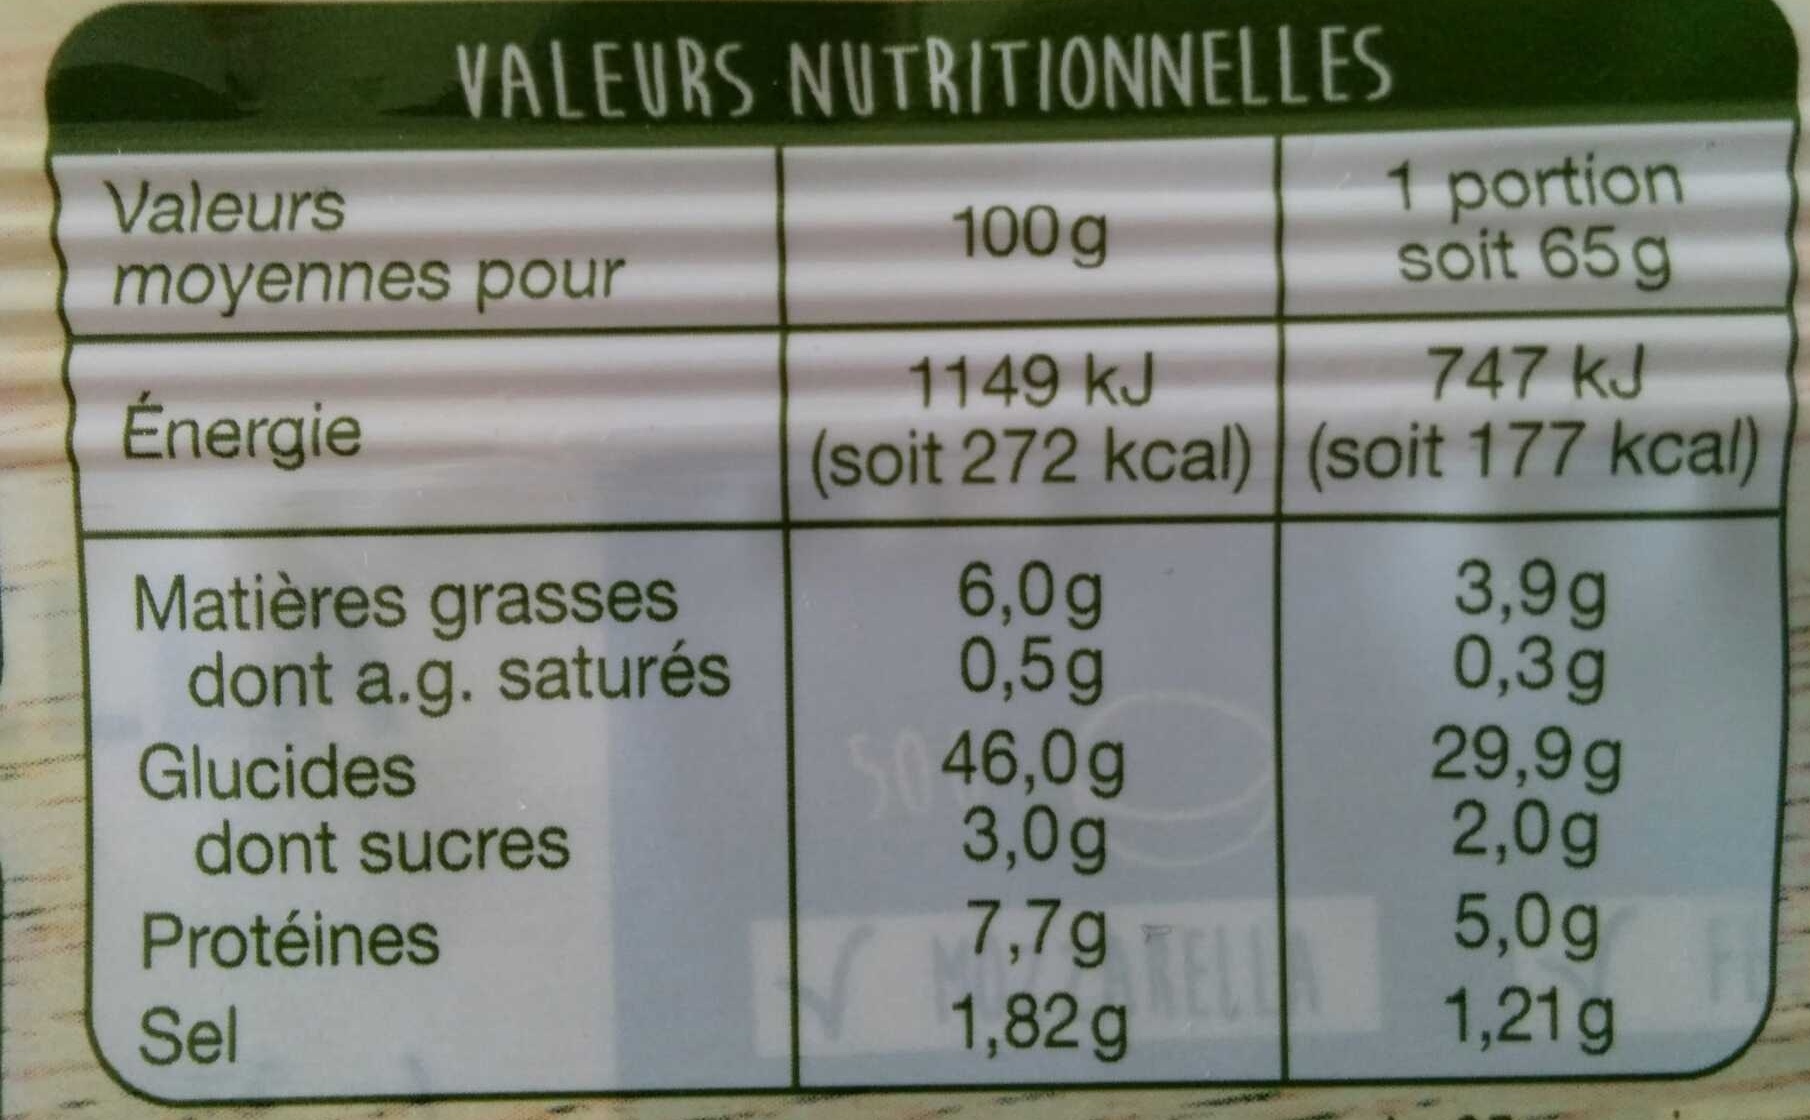 VALEURS NUTRITIONNELLES
Valeurs moyennes pour 100g 1 portion soit 65g
Énergie 1149 kJ (soit 272 kcal) 747 kJ (soit 177 kcal)
Matières grasses 6,0g 3,9g
dont a.g. saturés 0,5g 0,3g
Glucides 46,0g 29,9g
dont sucres 3,0g 2,0g
Protéines 7,7g 5,0g
Sel 1,82g 1,21g
MOZZARELLA